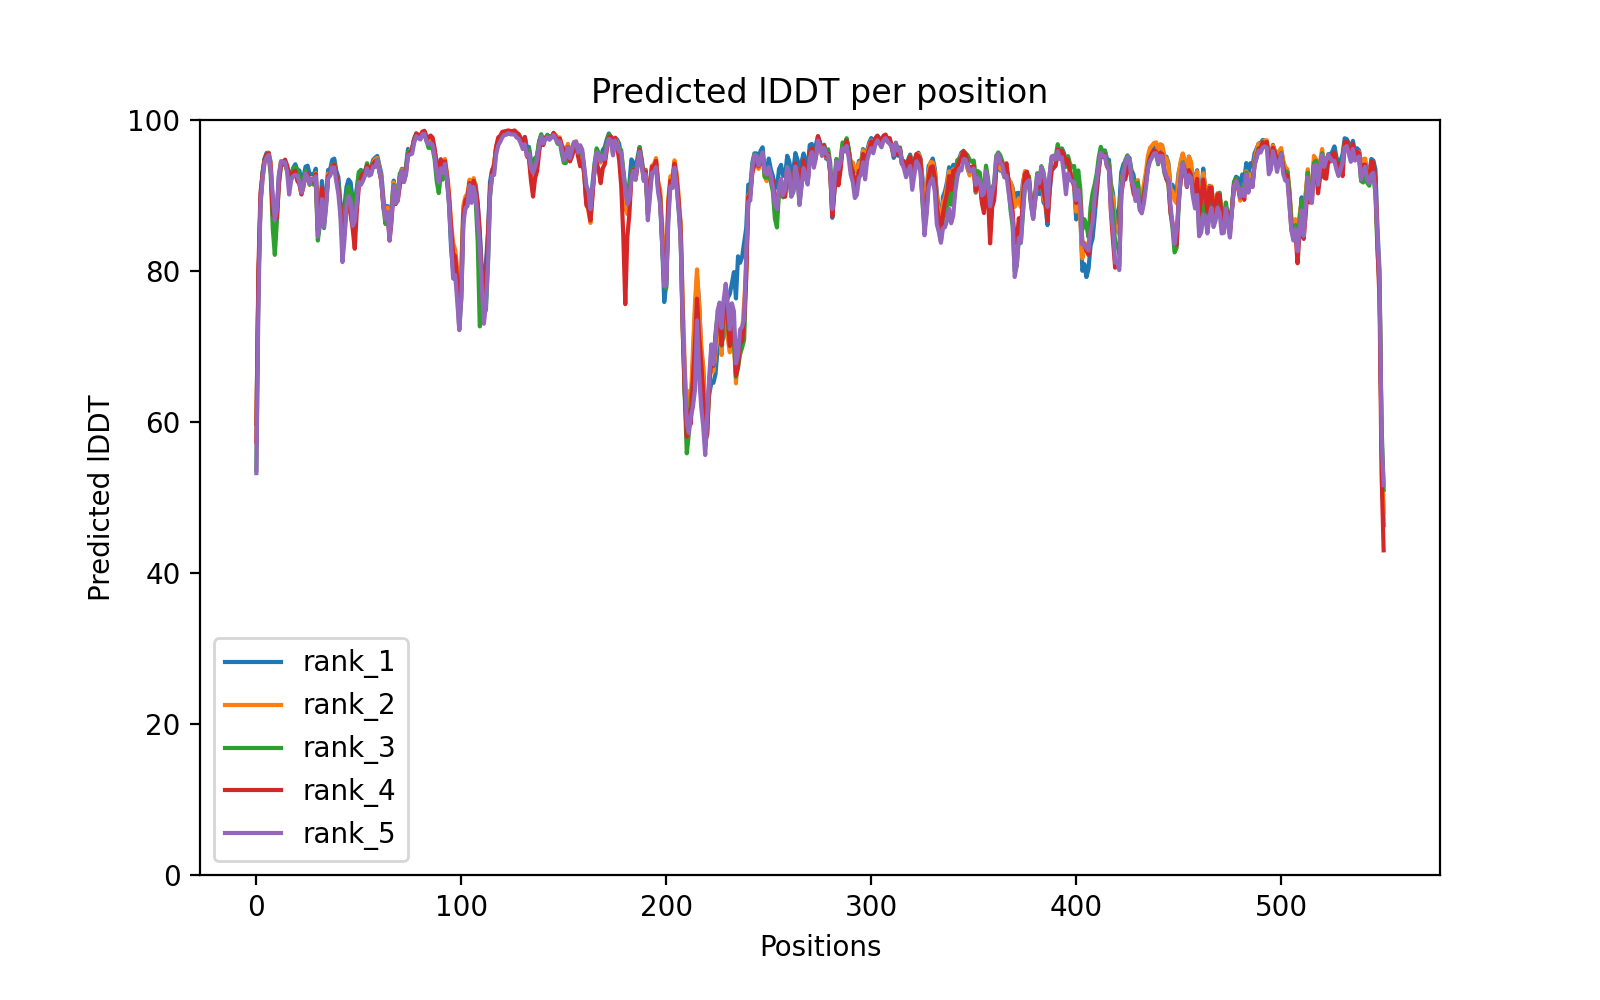 Predicted lDDT per position
100
80
60
40
20
0
Predicted lDDT
rank_1
rank_2
rank_3
rank_4
rank_5
0 100 200 300 400 500
Positions